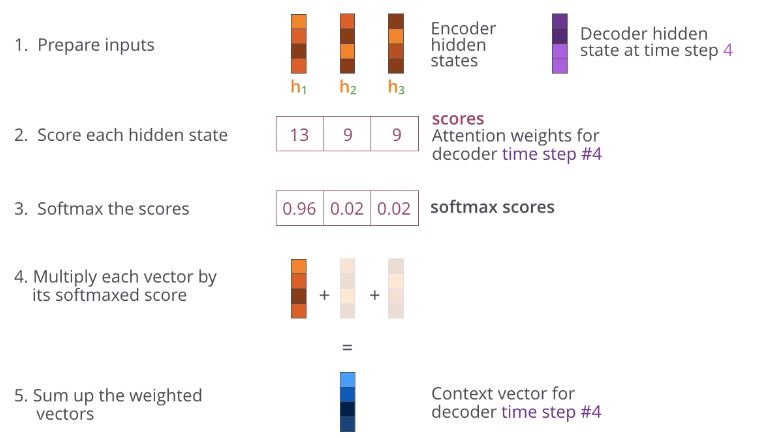 1. Prepare inputs
h1 h2 h3
Encoder
hidden
states
Decoder hidden
state at time step 4
2. Score each hidden state
13 9 9
scores
Attention weights for
decoder time step #4
3. Softmax the scores
0.96 0.02 0.02
softmax scores
4. Multiply each vector by
its softmaxed score
+ +
=
5. Sum up the weighted
vectors
Context vector for
decoder time step #4